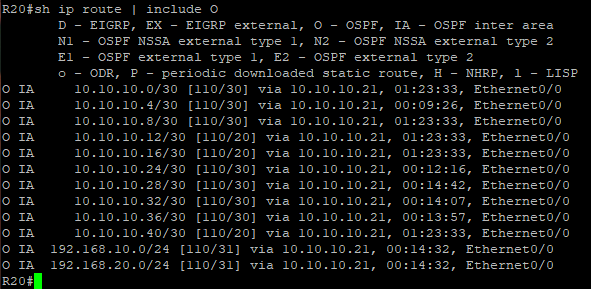 R20#sh ip route | include O
D - EIGRP, EX - EIGRP external, O - OSPF, IA - OSPF inter area
N1 - OSPF NSSA external type 1, N2 - OSPF NSSA external type 2
E1 - OSPF external type 1, E2 - OSPF external type 2
o - ODR, P - periodic downloaded static route, H - NHRP, l - LISP
O IA 10.10.10.0/30 [110/30] via 10.10.10.21, 01:23:33, Ethernet0/0
O IA 10.10.10.4/30 [110/30] via 10.10.10.21, 00:09:26, Ethernet0/0
O IA 10.10.10.8/30 [110/30] via 10.10.10.21, 01:23:33, Ethernet0/0
O IA 10.10.10.12/30 [110/20] via 10.10.10.21, 01:23:33, Ethernet0/0
O IA 10.10.10.16/30 [110/20] via 10.10.10.21, 01:23:33, Ethernet0/0
O IA 10.10.10.24/30 [110/30] via 10.10.10.21, 00:12:16, Ethernet0/0
O IA 10.10.10.28/30 [110/30] via 10.10.10.21, 00:14:42, Ethernet0/0
O IA 10.10.10.32/30 [110/30] via 10.10.10.21, 00:14:07, Ethernet0/0
O IA 10.10.10.36/30 [110/30] via 10.10.10.21, 00:13:57, Ethernet0/0
O IA 10.10.10.40/30 [110/20] via 10.10.10.21, 01:23:33, Ethernet0/0
O IA 192.168.10.0/24 [110/31] via 10.10.10.21, 00:14:32, Ethernet0/0
O IA 192.168.20.0/24 [110/31] via 10.10.10.21, 00:14:32, Ethernet0/0
R20#